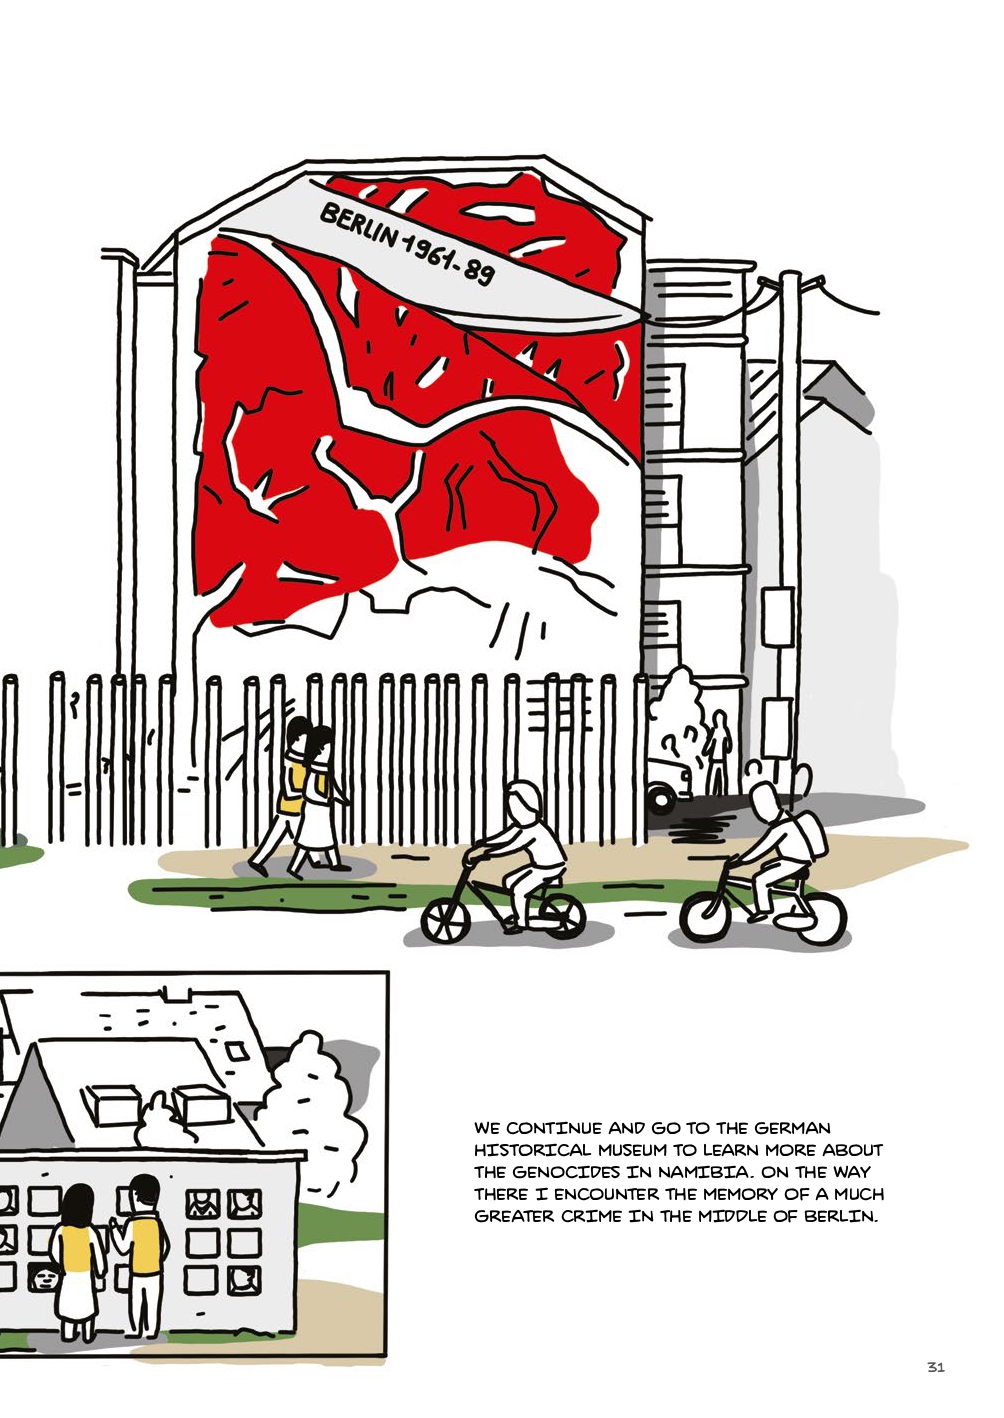 BERLIN 1961-89
WE CONTINUE AND GO TO THE GERMAN
HISTORICAL MUSEUM TO LEARN MORE ABOUT
THE GENOCIDES IN NAMIBIA. ON THE WAY
THERE I ENCOUNTER THE MEMORY OF A MUCH
GREATER CRIME IN THE MIDDLE OF BERLIN.
31